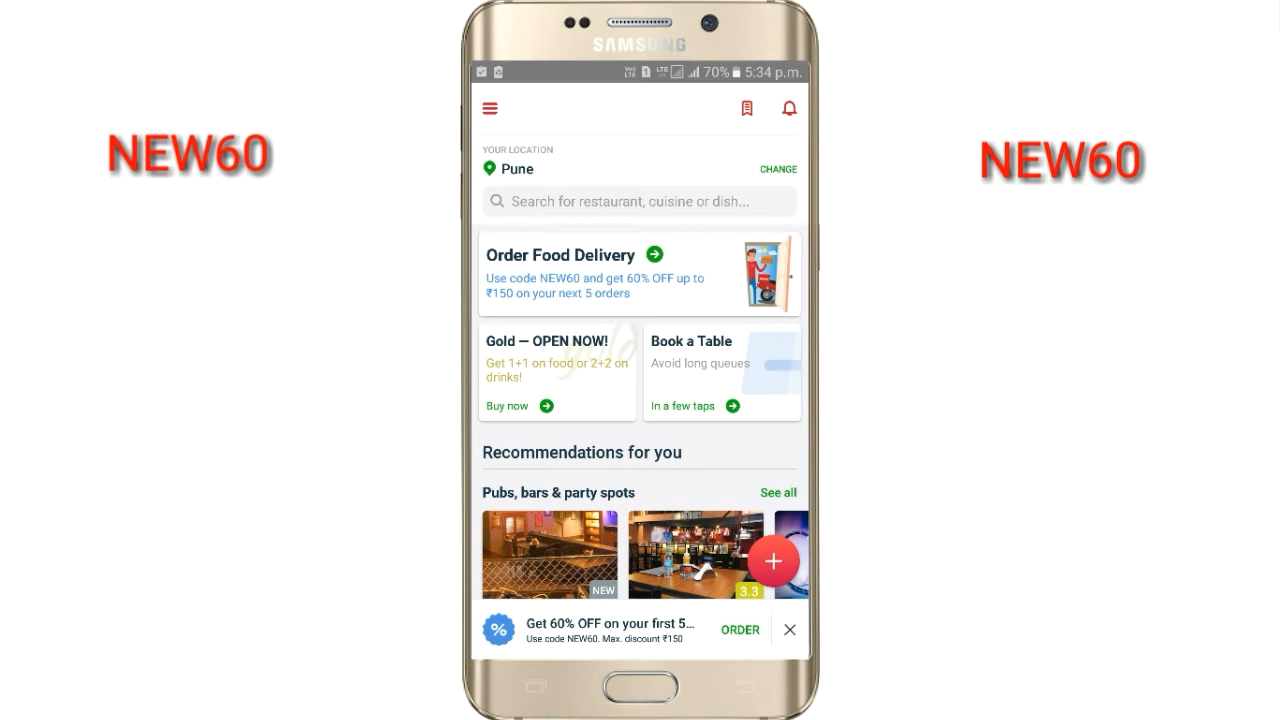 SAMSUNG
70% 5:34 p.m.
NEW60
NEW60
YOUR LOCATION
Pune
CHANGE
Search for restaurant, cuisine or dish...
Order Food Delivery
Use code NEW60 and get 60% OFF up to
₹150 on your next 5 orders
gold
Gold — OPEN NOW!
Get 1+1 on food or 2+2 on
drinks!
Buy now
Book a Table
Avoid long queues
In a few taps
Recommendations for you
Pubs, bars & party spots
See all
NEW
3.3
Get 60% OFF on your first 5...
Use code NEW60. Max. discount ₹150
ORDER